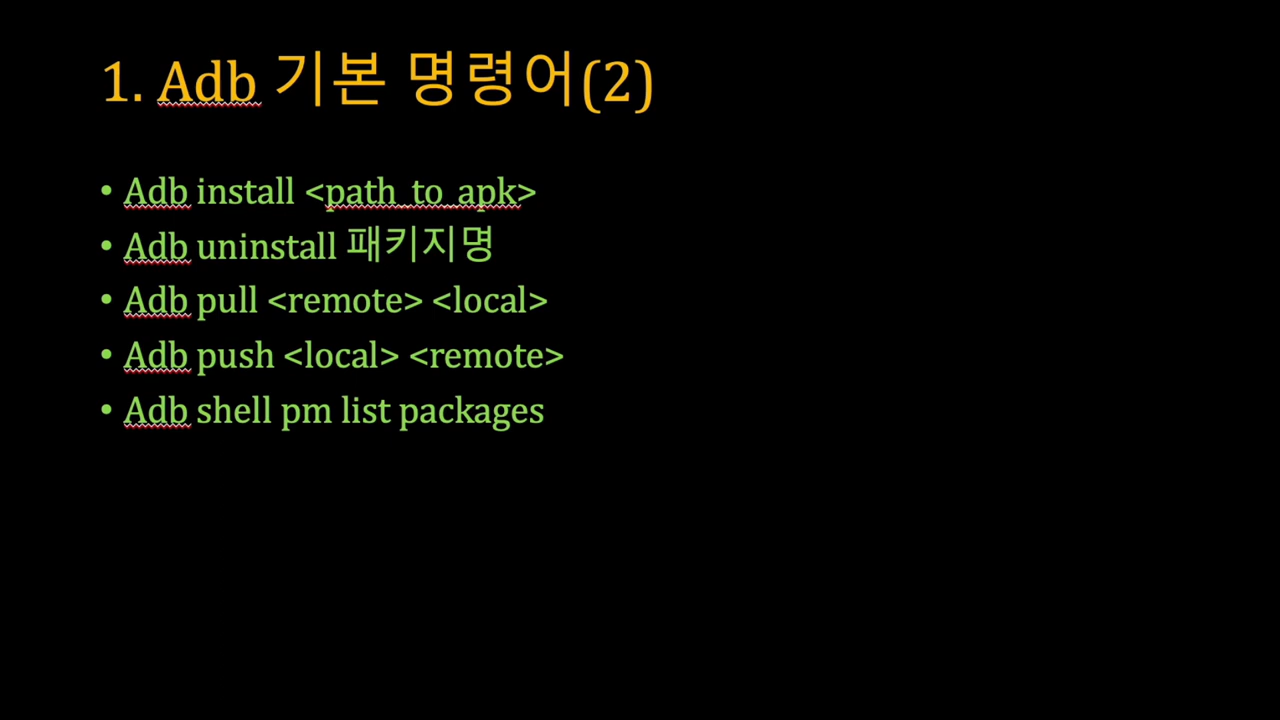 1. Adb 기본 명령어(2)
• Adb install <path_to_apk>
• Adb uninstall 패키지명
• Adb pull <remote> <local>
• Adb push <local> <remote>
• Adb shell pm list packages